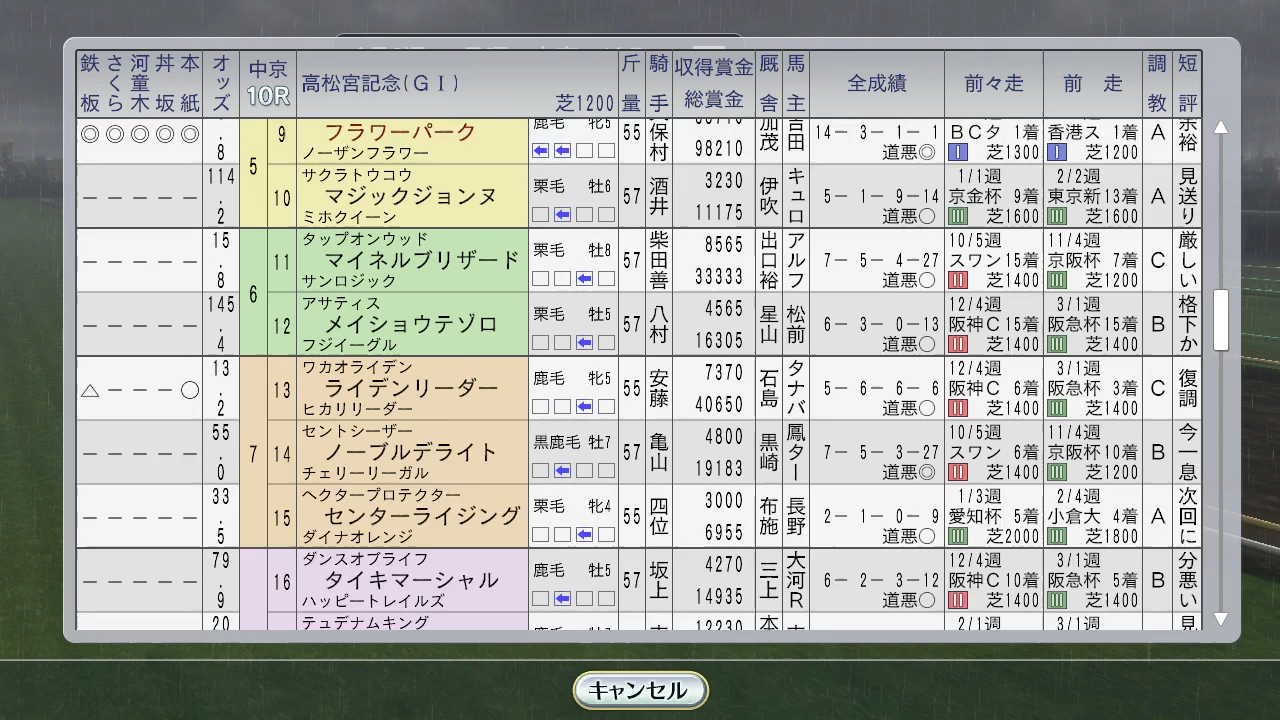 鉄板 さくら 河童木 丼坂 本紙 オッズ 中京 10R 高松宮記念(GⅠ) 芝1200 斤量 騎手 収得賞金 総賞金 厩舎 馬主 全成績 前々走 前 走 調教 短評
◎ ◎ ◎ ◎ ◎ .8 5 9 フラワーパーク 鹿毛 牝5 55 保村 98210 加茂 吉田 14- 3- 1- 1 BCタ 1着 香港ス 1着 A 余裕
ノーザンフラワー 道悪◎ Ⅰ 芝1300 Ⅰ 芝1200
サクラトウコウ 1/1週 2/2週
— — — — — 114.2 10 マジックジョンヌ 栗毛 牡6 57 酒井 3230 11175 伊吹 キュロ 5- 1- 9-14 京金杯 9着 東京新13着 A 見送り
ミホクイーン 道悪○ Ⅲ 芝1600 Ⅲ 芝1600
タップオンウッド 10/5週 11/4週
— — — — — 15.8 6 11 マイネルブリザード 栗毛 牡8 57 柴田善 8565 33333 出口裕 アルフ 7- 5- 4-27 スワン15着 京阪杯 7着 C 厳しい
サンロジック 道悪○ Ⅱ 芝1400 Ⅲ 芝1200
アサティス 12/4週 3/1週
— — — — — 145.4 12 メイショウテゾロ 栗毛 牡5 57 八村 4565 16305 星山 松前 6- 3- 0-13 阪神C15着 阪急杯15着 B 格下か
フジイーグル 道悪○ Ⅱ 芝1400 Ⅲ 芝1400
ワカオライデン 12/4週 3/1週
△ — — — ○ 13.2 7 13 ライデンリーダー 鹿毛 牝5 55 安藤 7370 40650 石島 タナバ 5- 6- 6- 6 阪神C 6着 阪急杯 3着 C 復調
ヒカリリーダー 道悪○ Ⅱ 芝1400 Ⅲ 芝1400
セントシーザー 10/5週 11/4週
— — — — — 55.0 14 ノーブルデライト 黒鹿毛 牡7 57 亀山 4800 19183 黒崎 鳳ター 7- 5- 3-27 スワン 6着 京阪杯10着 B 今一息
チェリーリーガル 道悪◎ Ⅱ 芝1400 Ⅲ 芝1200
ヘクタープロテクター 1/3週 2/4週
— — — — — 33.5 15 センターライジング 栗毛 牝4 55 四位 3000 6955 布施 長野 2- 1- 0- 9 愛知杯 5着 小倉大 4着 A 次回に
ダイナオレンジ 道悪○ Ⅲ 芝2000 Ⅲ 芝1800
ダンスオブライフ 12/4週 3/1週
— — — — — 79.9 16 タイキマーシャル 鹿毛 牡5 57 坂上 4270 14935 三上 大河R 6- 2- 3-12 阪神C10着 阪急杯 5着 B 分悪い
ハッピートレイルズ 道悪○ Ⅱ 芝1400 Ⅲ 芝1400
20 テュデナムキング 12230 2/1週 3/1週 見
キャンセル